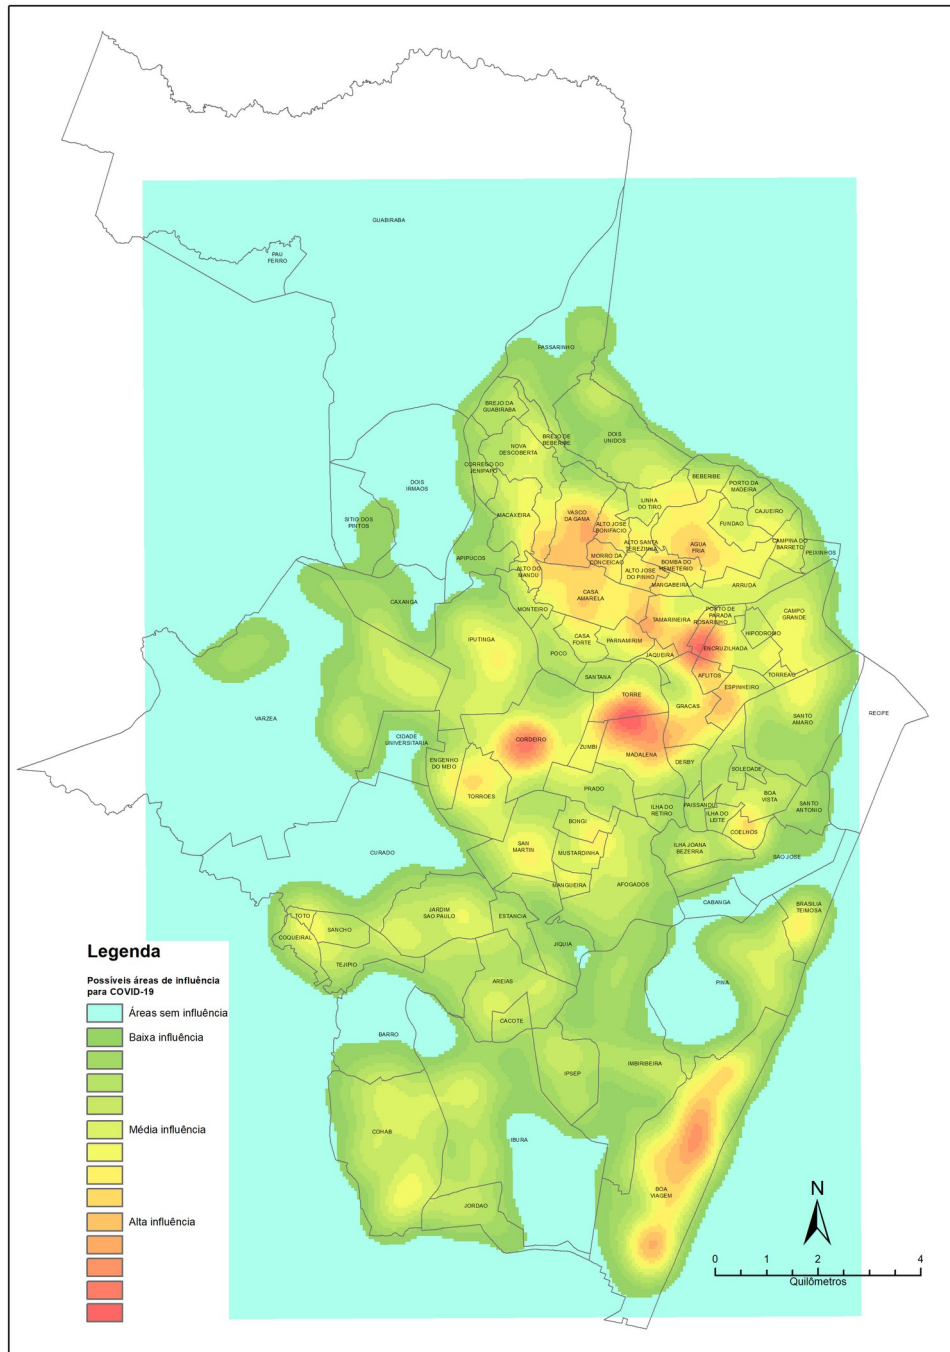 GUABIRABA
PAU
FERRO
PASSARINHO
BREJO DA
GUABIRABA
BREJO DE
BEBERIBE
DOIS
UNIDOS
NOVA
DESCOBERTA
CORREGO DO
JENIPAPO
DOIS
IRMAOS
BEBERIBE
PORTO DA
MADEIRA
LINHA
DO TIRO
CAJUEIRO
SITIO DOS
PINTOS
MACAXEIRA
VASCO
DA GAMA
ALTO JOSE
BONIFACIO
FUNDAO
AGUA
FRIA
CAMPINA DO
BARRETO
PEIXINHOS
ALTO SANTA
TEREZINHA
APIPUCOS
MORRO DA
CONCEICAO
ALTO DO
MANDU
ALTO JOSE
DO PINHO
BOMBA DO
HEMETERIO
MANGABEIRA
ARRUDA
CASA
AMARELA
CAXANGA
MONTEIRO
TAMARINEIRA
PORTO DE
PARADA
ROSARINHO
CAMPO
GRANDE
IPUTINGA
CASA
FORTE
PARNAMIRIM
HIPODROMO
ENCRUZILHADA
POCO
JAQUEIRA
SANTANA
AFLITOS
TORREAO
ESPINHEIRO
TORRE
GRACAS
VARZEA
RECIFE
SANTO
AMARO
CIDADE
UNIVERSITARIA
CORDEIRO
ZUMBI
MADALENA
DERBY
ENGENHO
DO MEIO
SOLEDADE
TORROES
PRADO
BOA
VISTA
ILHA DO
RETIRO
PAISSANDU
ILHA DO
LEITE
SANTO
ANTONIO
BONGI
COELHOS
SAN
MARTIN
MUSTARDINHA
ILHA JOANA
BEZERRA
CURADO
SAO JOSE
MANGUEIRA
AFOGADOS
CABANGA
BRASILIA
TEIMOSA
TOTO
JARDIM
SAO PAULO
ESTANCIA
SANCHO
COQUEIRAL
JIQUIA
TEJIPIO
AREIAS
PINA
CACOTE
BARRO
IPSEP
IMBIRIBEIRA
COHAB
IBURA
BOA
VIAGEM
JORDAO
Legenda
Possíveis áreas de influência
para COVID-19
Áreas sem influência
Baixa influência
Média influência
Alta influência
N
0 1 2 4
Quilômetros